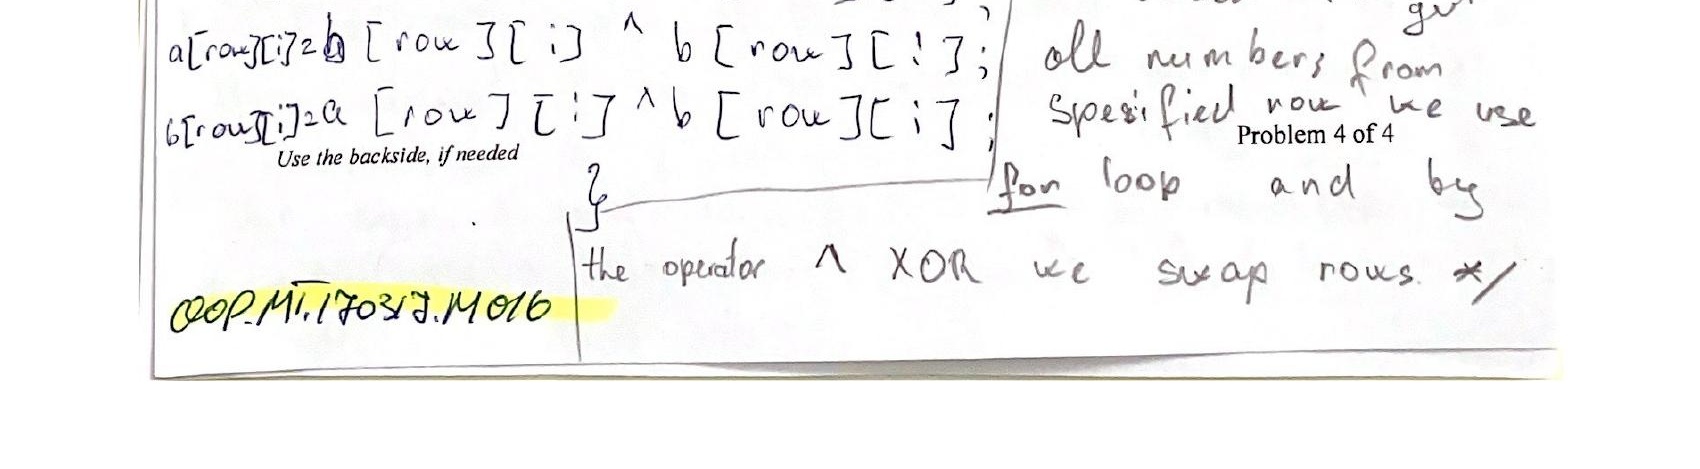 a[row][i]=b [row][i] ^ b [row][i];
b[row][i]=a [row][i] ^ b [row][i];
Use the backside, if needed
}
all numbers from
spesified row we use
Problem 4 of 4
for loop and by
the operator ^ XOR we swap rows. */
OOP.MT.170317.M016